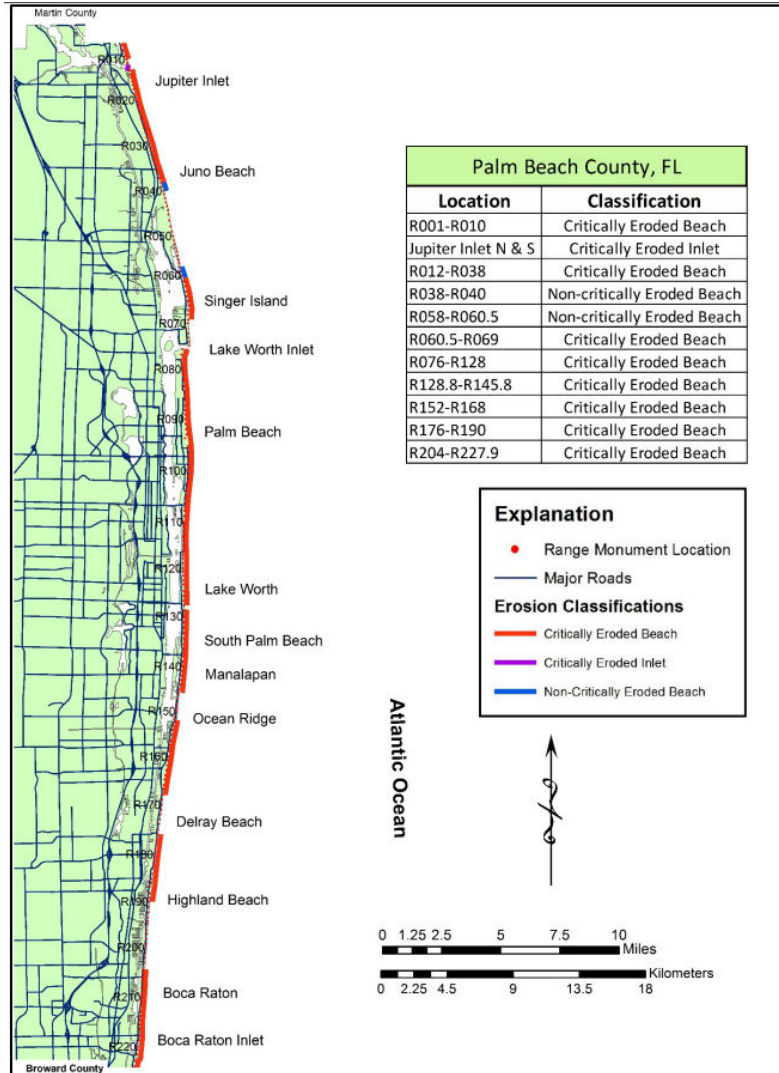 Martin County
R010
Jupiter Inlet
R020
R030
Juno Beach
R040
R050
R060
Singer Island
R070
Lake Worth Inlet
R080
R090
Palm Beach
R100
R110
R120
Lake Worth
R130
South Palm Beach
R140
Manalapan
R150
Ocean Ridge
R160
R170
Delray Beach
R180
R190
Highland Beach
R200
R210
Boca Raton
R220
Boca Raton Inlet
Broward County
Palm Beach County, FL
Location Classification
R001-R010 Critically Eroded Beach
Jupiter Inlet N & S Critically Eroded Inlet
R012-R038 Critically Eroded Beach
R038-R040 Non-critically Eroded Beach
R058-R060.5 Non-critically Eroded Beach
R060.5-R069 Critically Eroded Beach
R076-R128 Critically Eroded Beach
R128.8-R145.8 Critically Eroded Beach
R152-R168 Critically Eroded Beach
R176-R190 Critically Eroded Beach
R204-R227.9 Critically Eroded Beach
Explanation
Range Monument Location
Major Roads
Erosion Classifications
Critically Eroded Beach
Critically Eroded Inlet
Non-Critically Eroded Beach
Atlantic Ocean
0 1.25 2.5 5 7.5 10
Miles
Kilometers
0 2.25 4.5 9 13.5 18